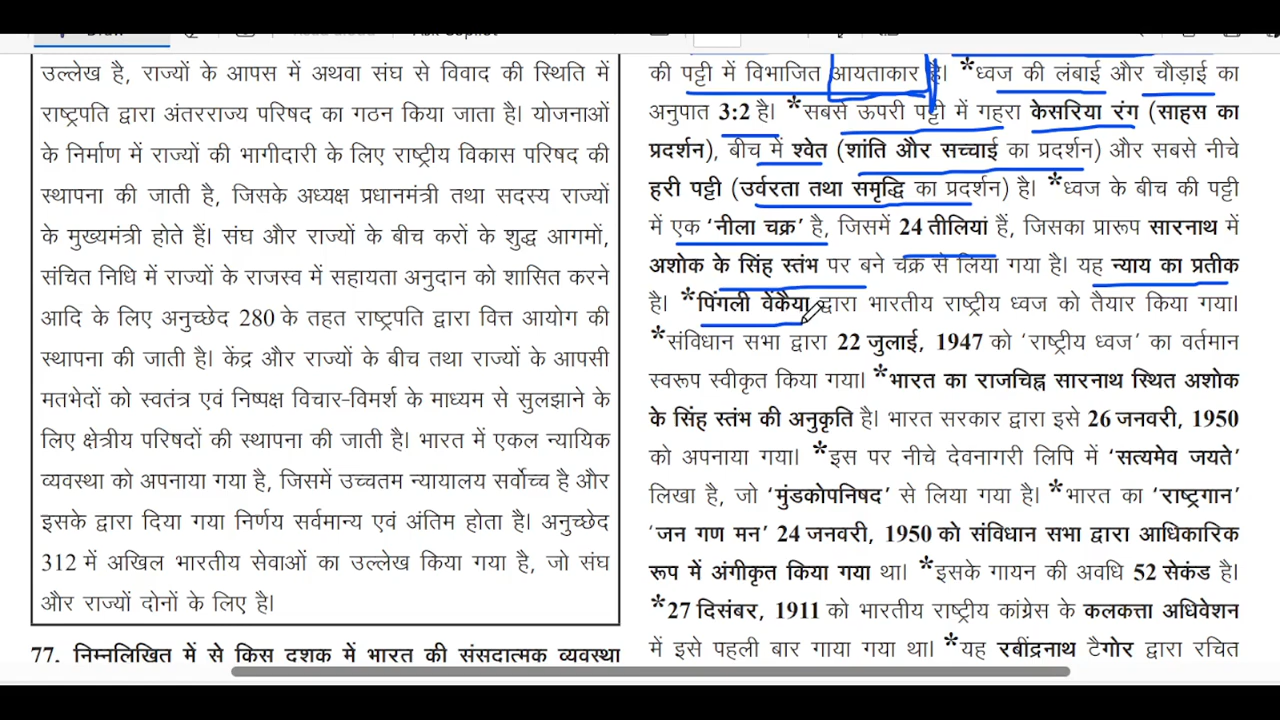 उल्लेख है, राज्यों के आपस में अथवा संघ से विवाद की स्थिति में
राष्ट्रपति द्वारा अंतरराज्य परिषद का गठन किया जाता है। योजनाओं
के निर्माण में राज्यों की भागीदारी के लिए राष्ट्रीय विकास परिषद की
स्थापना की जाती है, जिसके अध्यक्ष प्रधानमंत्री तथा सदस्य राज्यों
के मुख्यमंत्री होते हैं। संघ और राज्यों के बीच करों के शुद्ध आगमों,
संचित निधि में राज्यों के राजस्व में सहायता अनुदान को शासित करने
आदि के लिए अनुच्छेद 280 के तहत राष्ट्रपति द्वारा वित्त आयोग की
स्थापना की जाती है। केंद्र और राज्यों के बीच तथा राज्यों के आपसी
मतभेदों को स्वतंत्र एवं निष्पक्ष विचार-विमर्श के माध्यम से सुलझाने के
लिए क्षेत्रीय परिषदों की स्थापना की जाती है। भारत में एकल न्यायिक
व्यवस्था को अपनाया गया है, जिसमें उच्चतम न्यायालय सर्वोच्च है और
इसके द्वारा दिया गया निर्णय सर्वमान्य एवं अंतिम होता है। अनुच्छेद
312 में अखिल भारतीय सेवाओं का उल्लेख किया गया है, जो संघ
और राज्यों दोनों के लिए है।
77. निम्नलिखित में से किस दशक में भारत की संसदात्मक व्यवस्था
की पट्टी में विभाजित आयताकार है। *ध्वज की लंबाई और चौड़ाई का
अनुपात 3:2 है। *सबसे ऊपरी पट्टी में गहरा केसरिया रंग (साहस का
प्रदर्शन), बीच में श्वेत (शांति और सच्चाई का प्रदर्शन) और सबसे नीचे
हरी पट्टी (उर्वरता तथा समृद्धि का प्रदर्शन) है। *ध्वज के बीच की पट्टी
में एक ‘नीला चक्र’ है, जिसमें 24 तीलियां हैं, जिसका प्रारूप सारनाथ में
अशोक के सिंह स्तंभ पर बने चक्र से लिया गया है। यह न्याय का प्रतीक
है। *पिंगली वेंकैया द्वारा भारतीय राष्ट्रीय ध्वज को तैयार किया गया।
*संविधान सभा द्वारा 22 जुलाई, 1947 को ‘राष्ट्रीय ध्वज’ का वर्तमान
स्वरूप स्वीकृत किया गया। *भारत का राजचिह्न सारनाथ स्थित अशोक
के सिंह स्तंभ की अनुकृति है। भारत सरकार द्वारा इसे 26 जनवरी, 1950
को अपनाया गया। *इस पर नीचे देवनागरी लिपि में ‘सत्यमेव जयते’
लिखा है, जो ‘मुंडकोपनिषद’ से लिया गया है। *भारत का ‘राष्ट्रगान’
‘जन गण मन’ 24 जनवरी, 1950 को संविधान सभा द्वारा आधिकारिक
रूप में अंगीकृत किया गया था। *इसके गायन की अवधि 52 सेकंड है।
*27 दिसंबर, 1911 को भारतीय राष्ट्रीय कांग्रेस के कलकत्ता अधिवेशन
में इसे पहली बार गाया गया था। *यह रबींद्रनाथ टैगोर द्वारा रचित